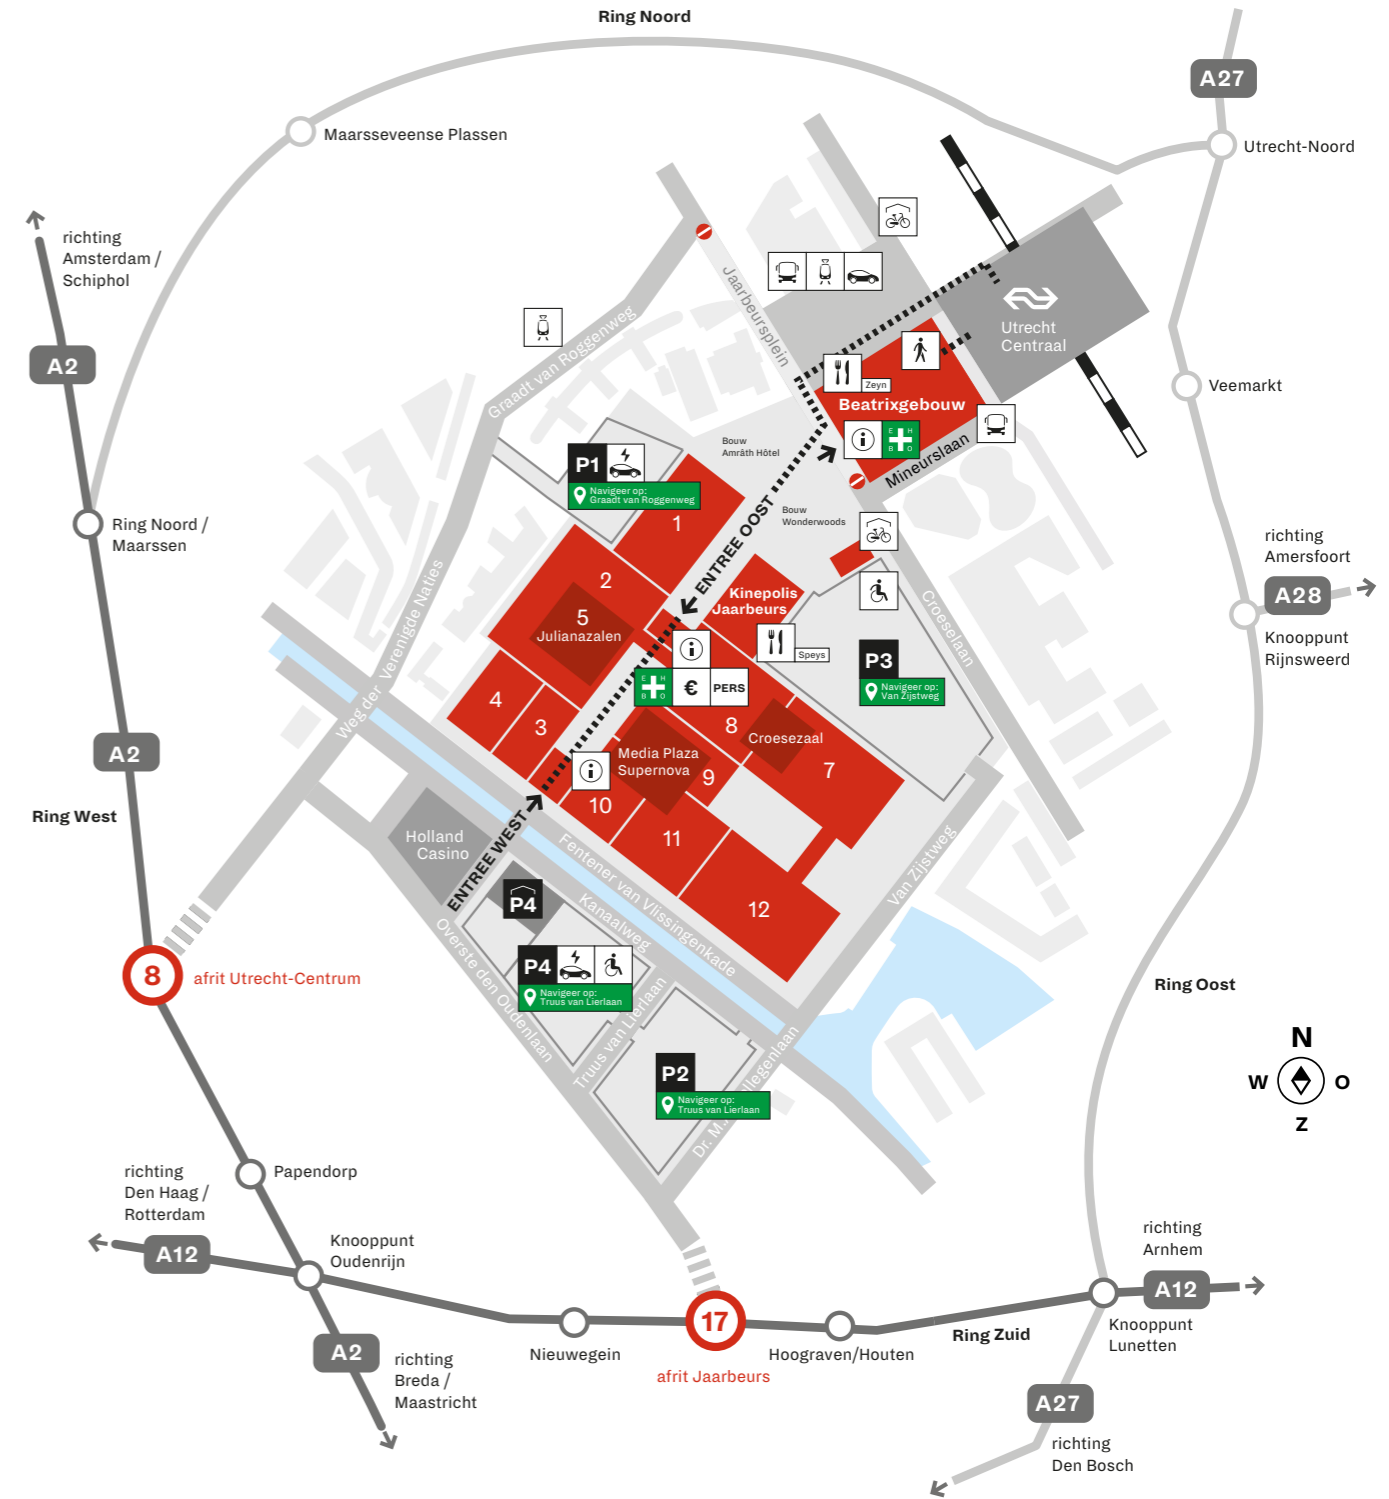 Ring Noord
A27
Maarsseveense Plassen
Utrecht-Noord
richting
Amsterdam /
Schiphol
Jaarbeursplein
Utrecht
Centraal
Graadt van Roggenweg
A2
Zeyn
Veemarkt
Beatrixgebouw
Bouw
Amrâth Hôtel
i
E H
B O
Mineurslaan
P1
Navigeer op:
Graadt van Roggenweg
1
ENTREE OOST
Bouw
Wonderwoods
Ring Noord /
Maarssen
richting
Amersfoort
A28
2
5
Julianazalen
Kinepolis
Jaarbeurs
Croeselaan
Knooppunt
Rijnsweerd
Weg der Verenigde Naties
i
Speys
P3
Navigeer op:
Van Zijstweg
E H
B O
€
PERS
4
3
8
Croesezaal
7
A2
Media Plaza
Supernova
9
i
10
Ring West
Holland
Casino
ENTREE WEST
11
Fentener van Vlissingenkade
Van Zijstweg
12
P4
Kanaalweg
Overste den Oudenlaan
P4
Navigeer op:
Truus van Lierlaan
8
afrit Utrecht-Centrum
Ring Oost
Truus van Lierlaan
P2
Navigeer op:
Truus van Lierlaan
Dr. M.
N
W
O
Z
Papendorp
richting
Den Haag /
Rotterdam
A12
Knooppunt
Oudenrijn
richting
Arnhem
A12
17
Nieuwegein
afrit Jaarbeurs
Hoograven/Houten
Ring Zuid
Knooppunt
Lunetten
A2
richting
Breda /
Maastricht
A27
richting
Den Bosch